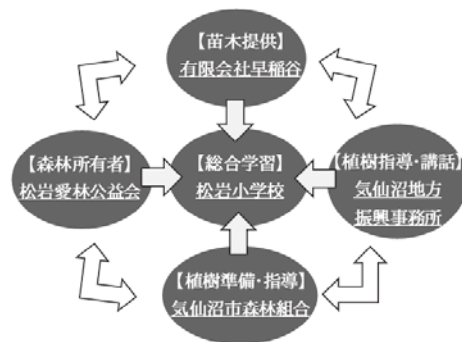 【苗木提供】
有限会社早稲谷
【森林所有者】
松岩愛林公益会
【総合学習】
松岩小学校
【植樹指導・講話】
気仙沼地方
振興事務所
【植樹準備・指導】
気仙沼市森林組合